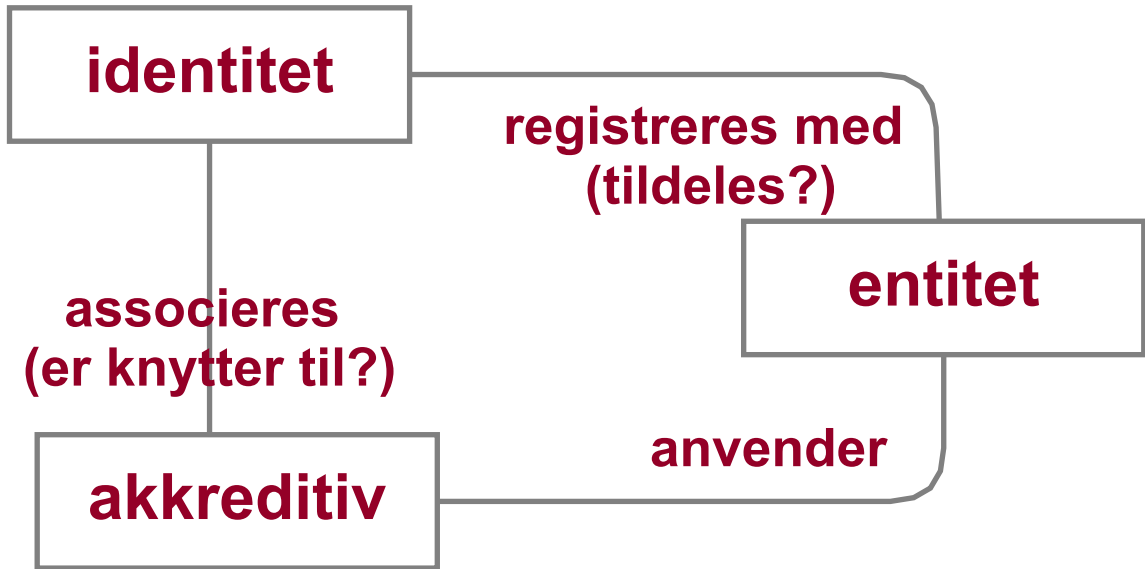 identitet
registreres med
(tildeles?)
entitet
associeres
(er knytter til?)
anvender
akkreditiv